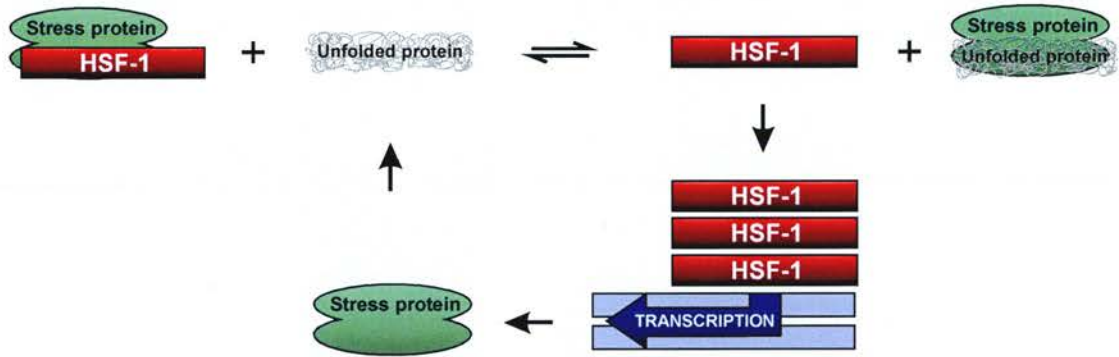 Stress protein
HSF-1
+
Unfolded protein
HSF-1
+
Stress protein
Unfolded protein
HSF-1
HSF-1
HSF-1
Stress protein
TRANSCRIPTION